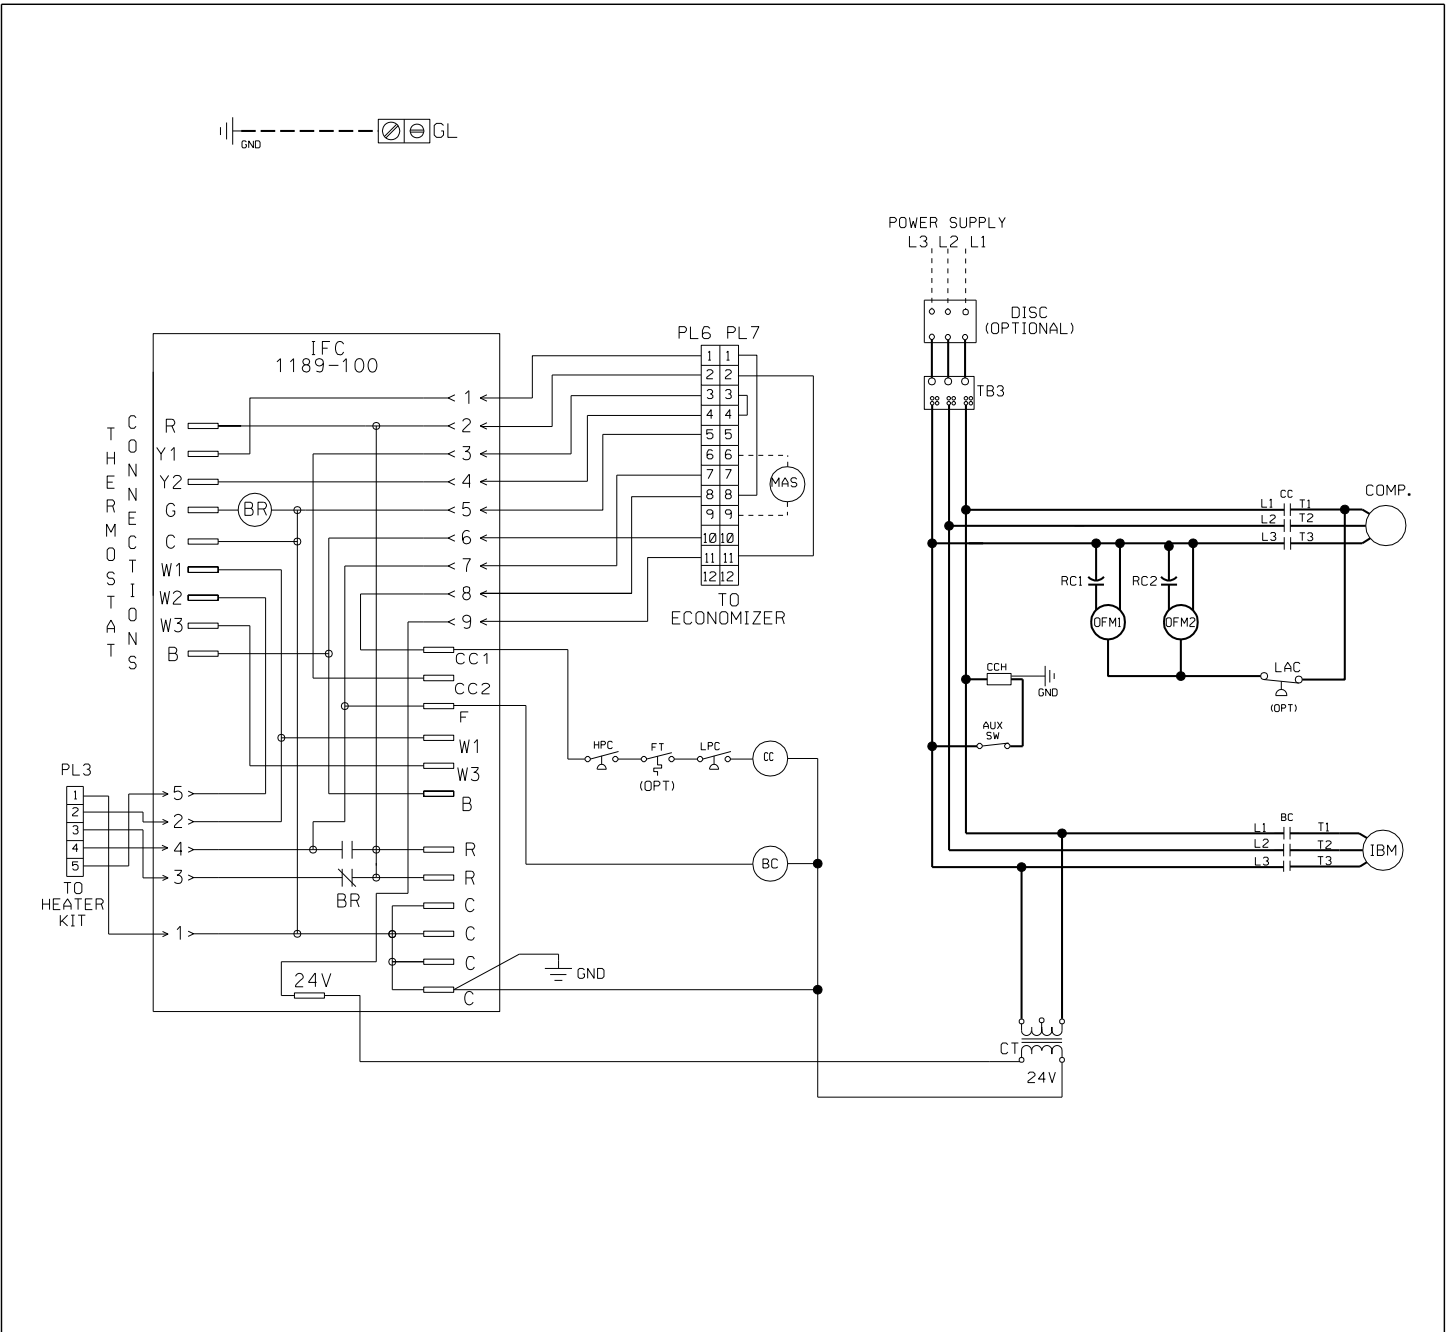 GND
GL
POWER SUPPLY
L3 L2 L1
DISC
(OPTIONAL)
TB3
PL6 PL7
1 1
2 2
3 3
4 4
5 5
6 6
7 7
8 8
9 9
10 10
11 11
12 12
TO
ECONOMIZER
MAS
IFC
1189-100
THERMOSTAT
CONNECTIONS
R
Y1
Y2
G
BR
C
W1
W2
W3
B
1
2
3
4
5
6
7
8
9
CC1
CC2
F
W1
W3
B
R
R
C
C
C
C
5
2
4
3
1
BR
24V
GND
PL3
1
2
3
4
5
TO
HEATER
KIT
HPC
FT
(OPT)
LPC
CC
BC
COMP.
CC
L1 T1
L2 T2
L3 T3
RC1
RC2
OFM1
OFM2
LAC
(OPT)
CCH
GND
AUX
SW
BC
L1 T1
L2 T2
L3 T3
IBM
CT
24V